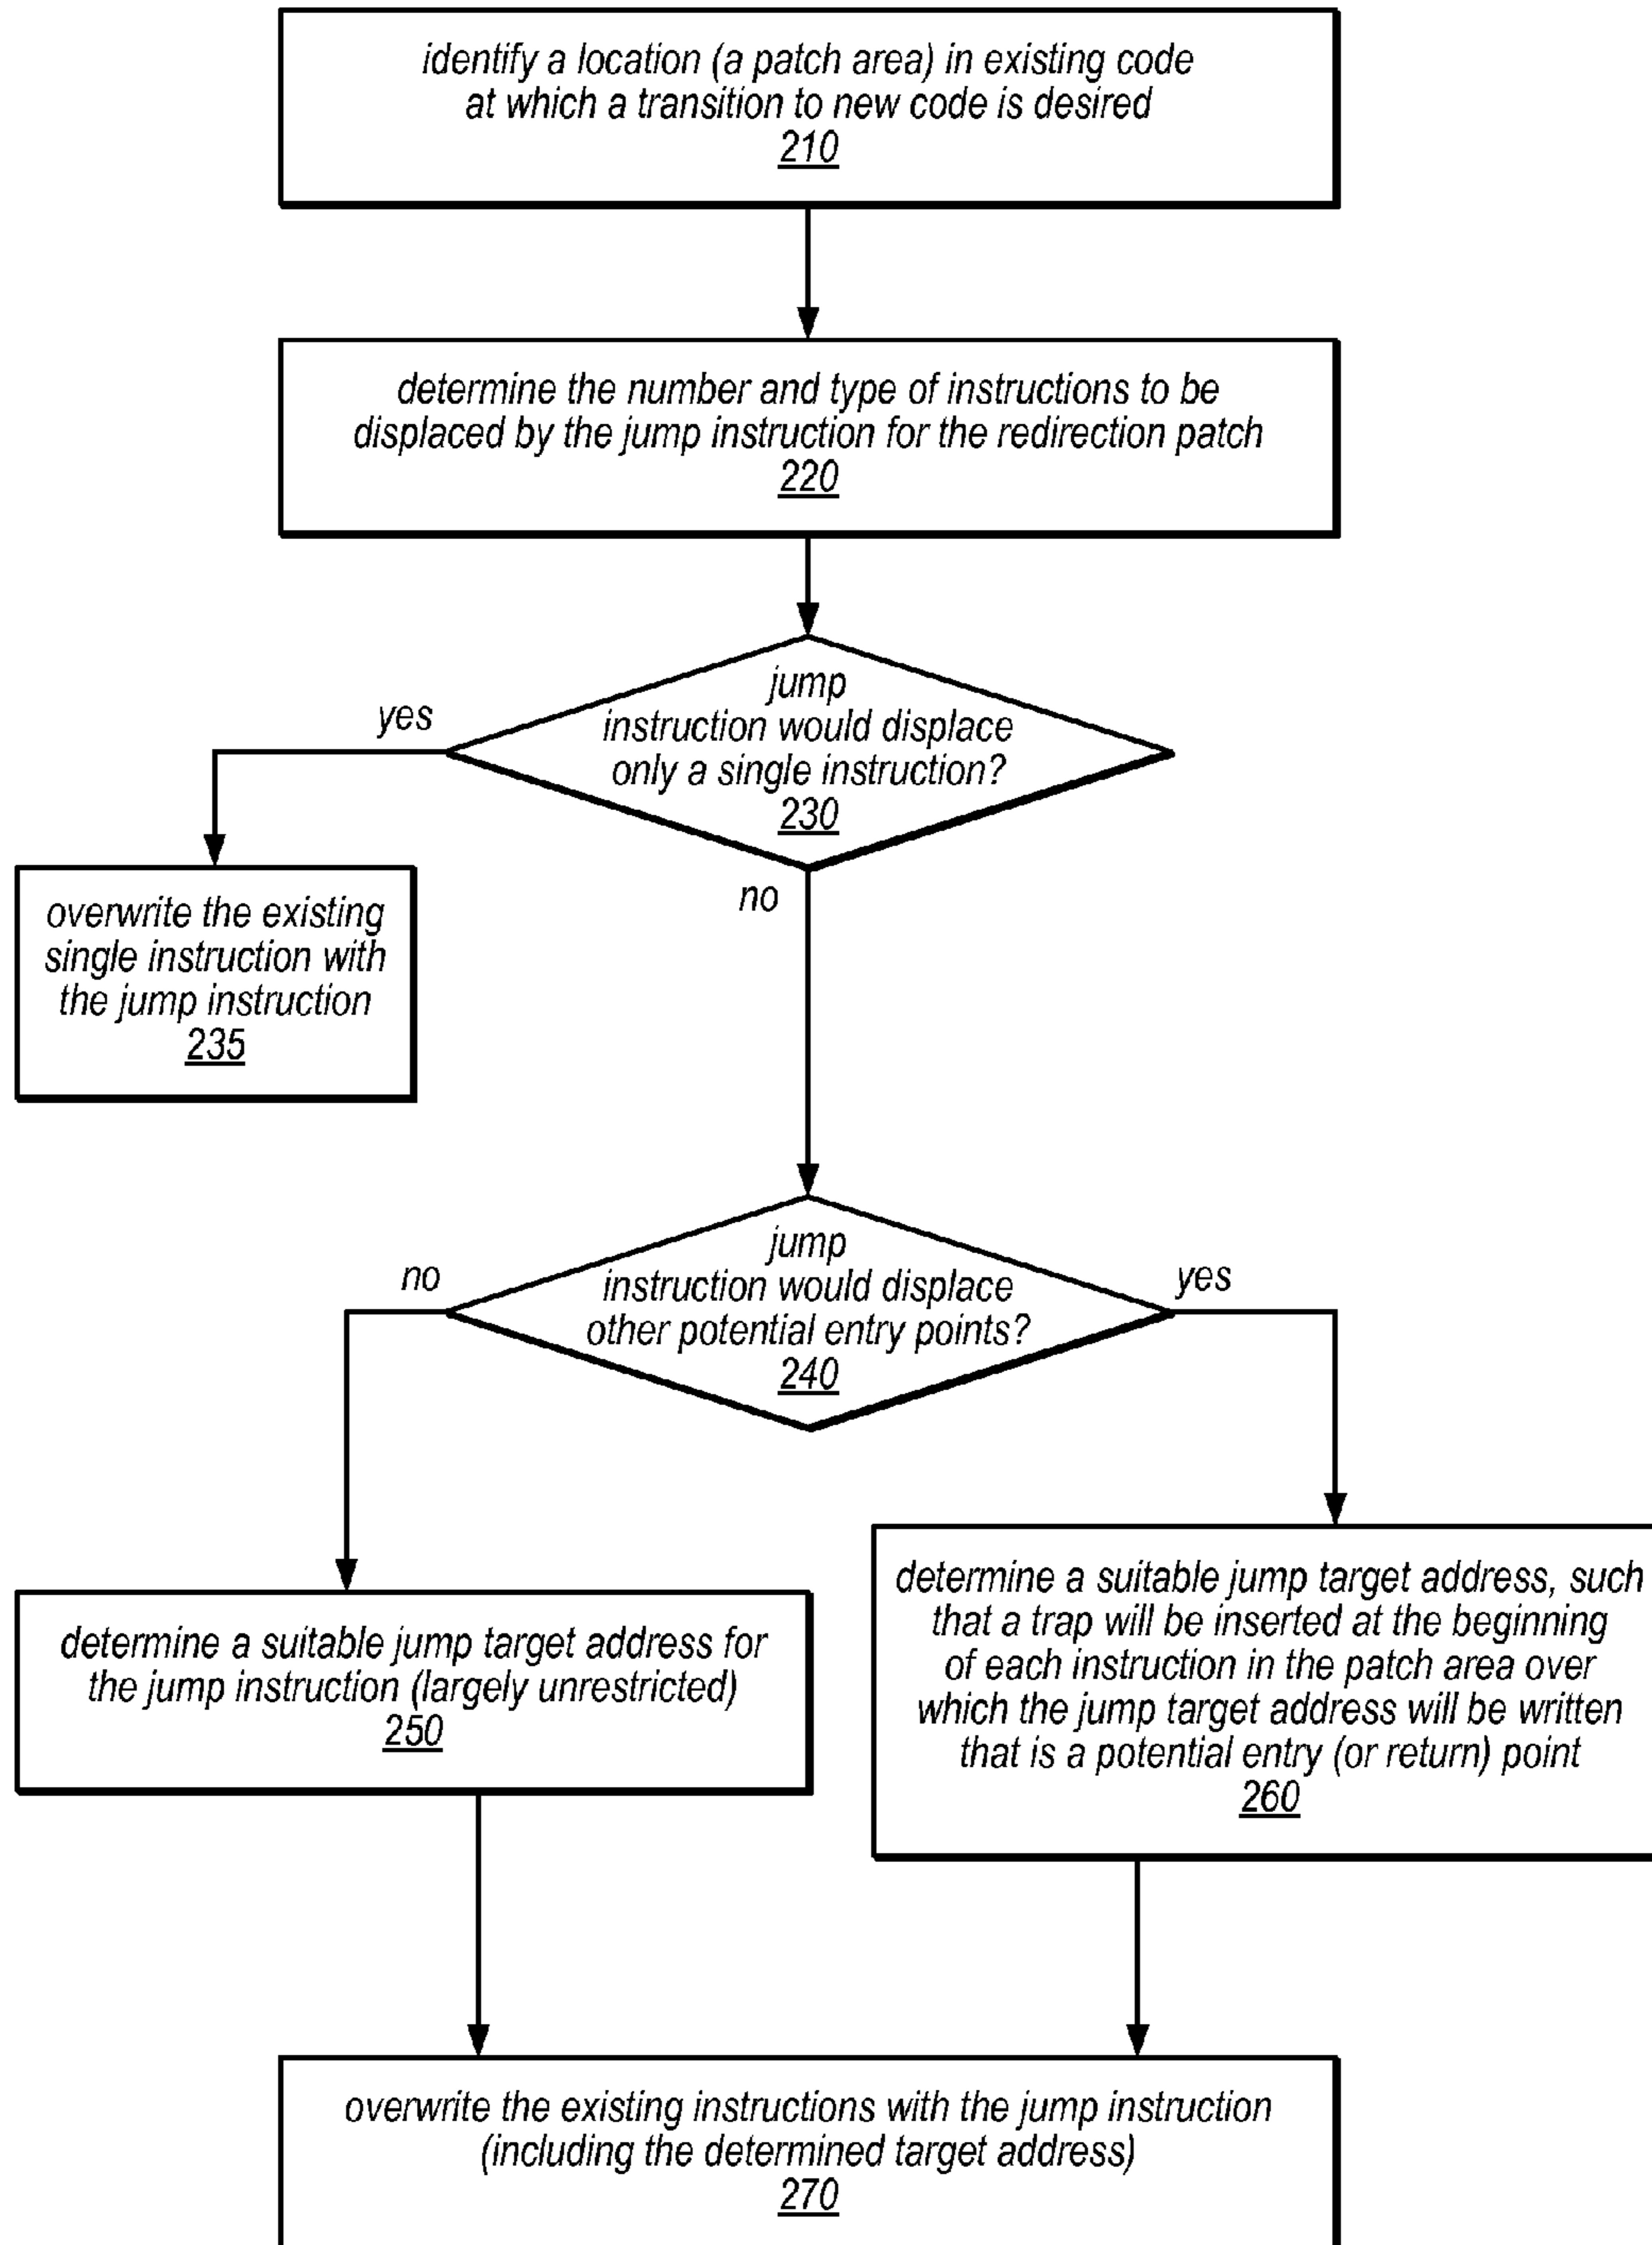 identify a location (a patch area) in existing code
at which a transition to new code is desired
210
determine the number and type of instructions to be
displaced by the jump instruction for the redirection patch
220
jump
instruction would displace
only a single instruction?
230
yes
no
overwrite the existing
single instruction with
the jump instruction
235
jump
instruction would displace
other potential entry points?
240
no
yes
determine a suitable jump target address for
the jump instruction (largely unrestricted)
250
determine a suitable jump target address, such
that a trap will be inserted at the beginning
of each instruction in the patch area over
which the jump target address will be written
that is a potential entry (or return) point
260
overwrite the existing instructions with the jump instruction
(including the determined target address)
270